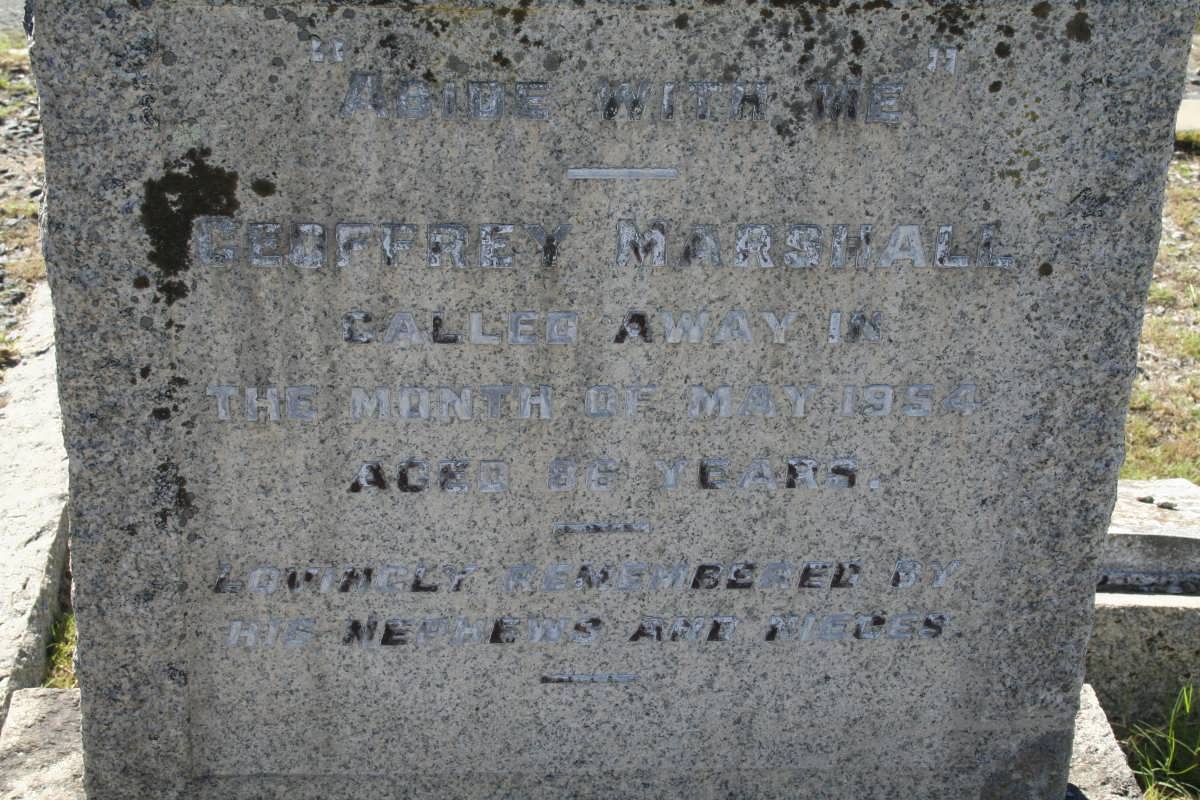 "ABIDE WITH ME"
GEOFFREY MARSHALL
CALLED AWAY IN
THE MONTH OF MAY 1954
AGED 86 YEARS.
LOVINGLY REMEMBERED BY
HIS NEPHEWS AND NIECES.